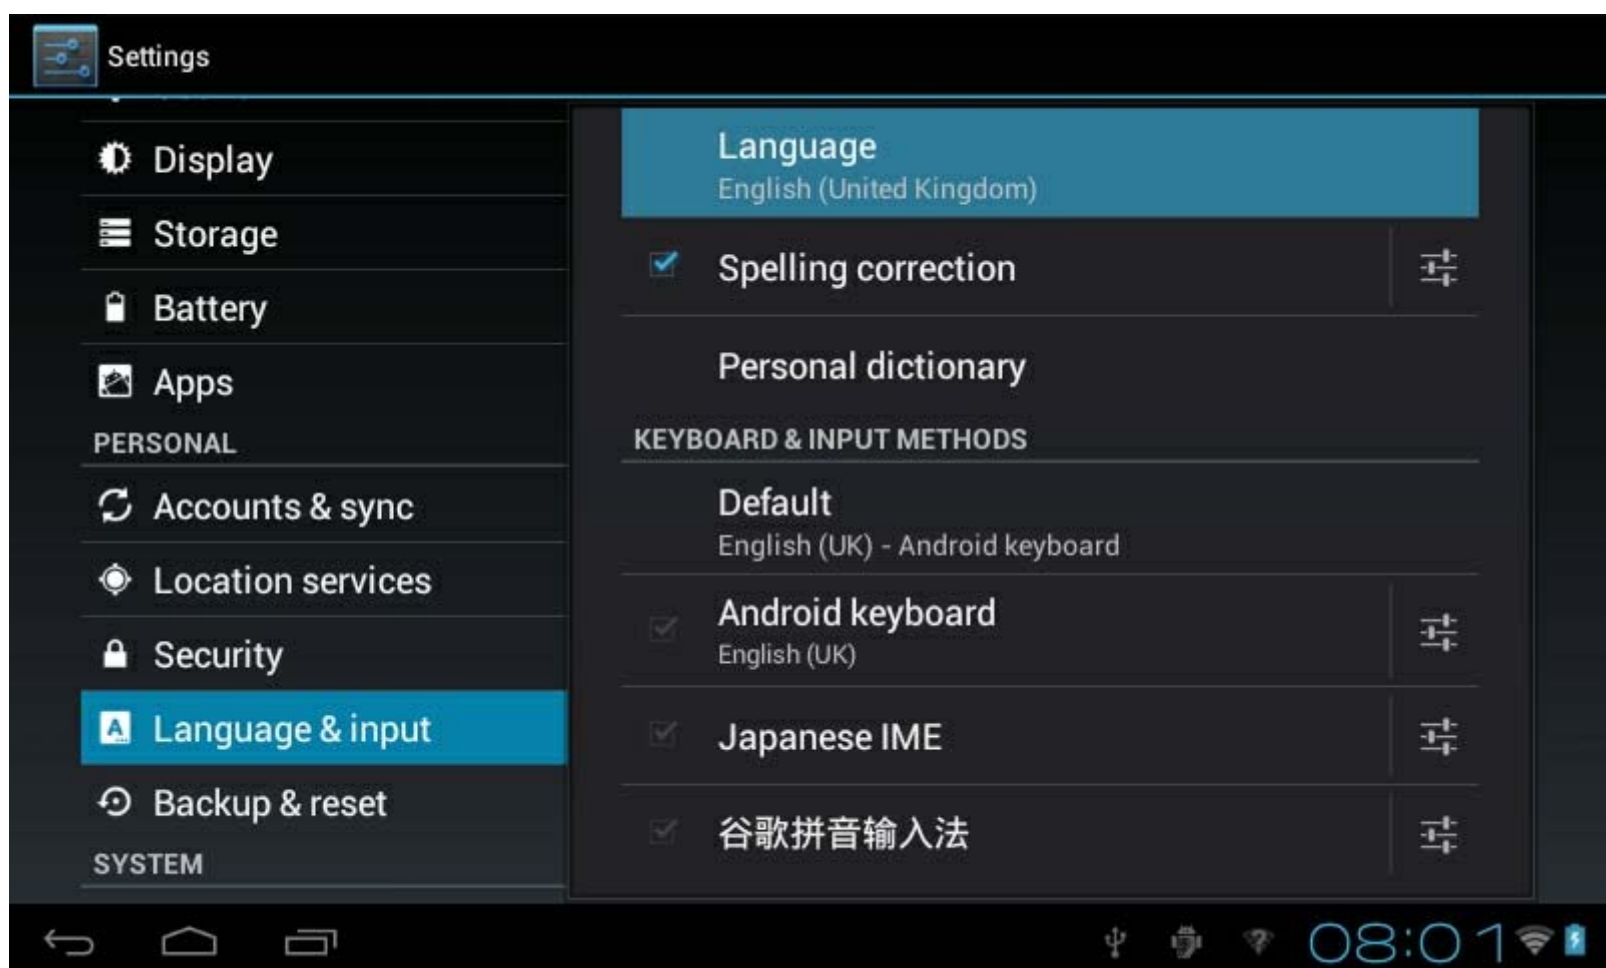 Settings
Display
Storage
Battery
Apps
PERSONAL
Accounts & sync
Location services
Security
Language & input
Backup & reset
SYSTEM
Language
English (United Kingdom)
Spelling correction
Personal dictionary
KEYBOARD & INPUT METHODS
Default
English (UK) - Android keyboard
Android keyboard
English (UK)
Japanese IME
谷歌拼音输入法
08:01